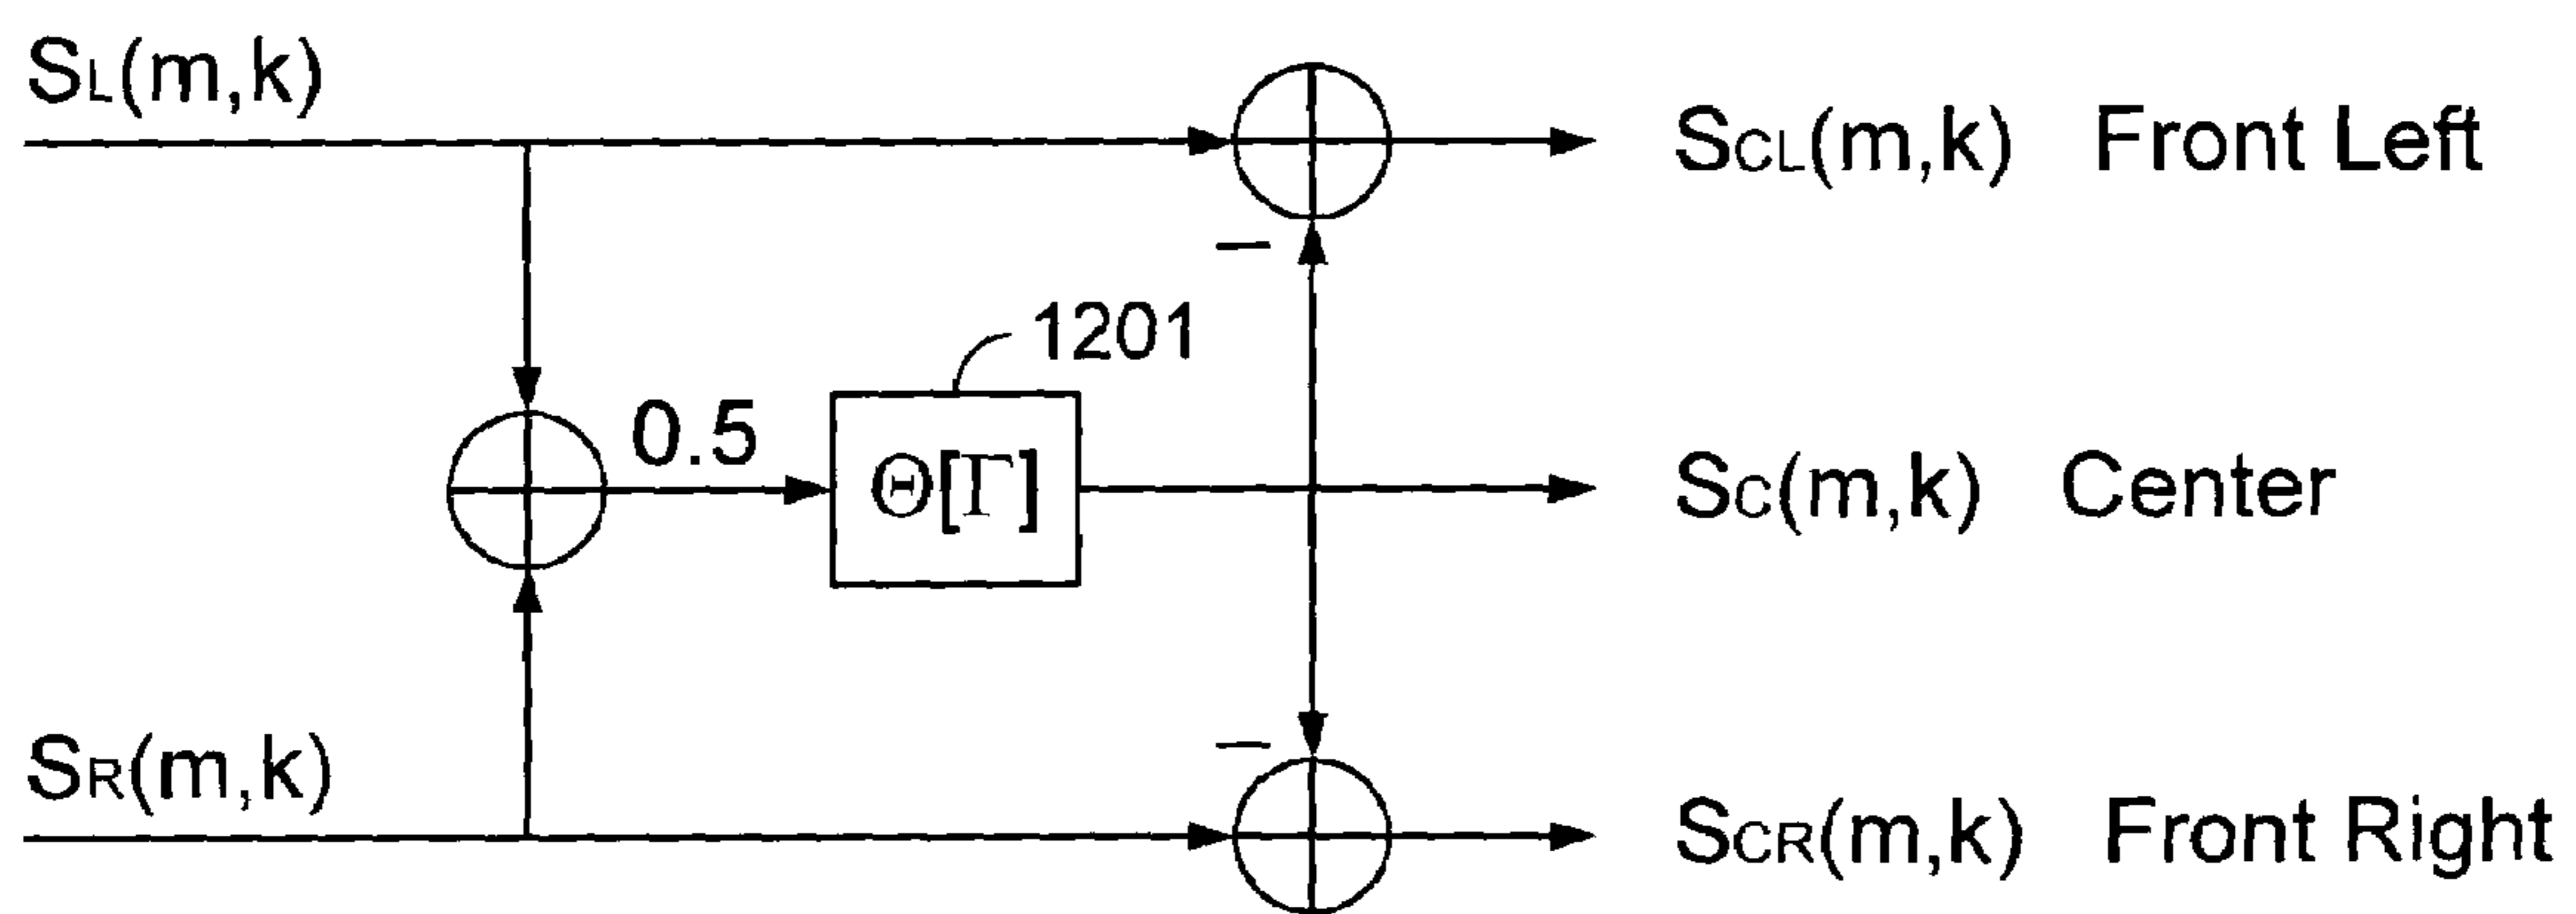 SL(m,k)
SCL(m,k) Front Left
−
1201
0.5
Θ[Γ]
SC(m,k) Center
SR(m,k)
−
SCR(m,k) Front Right